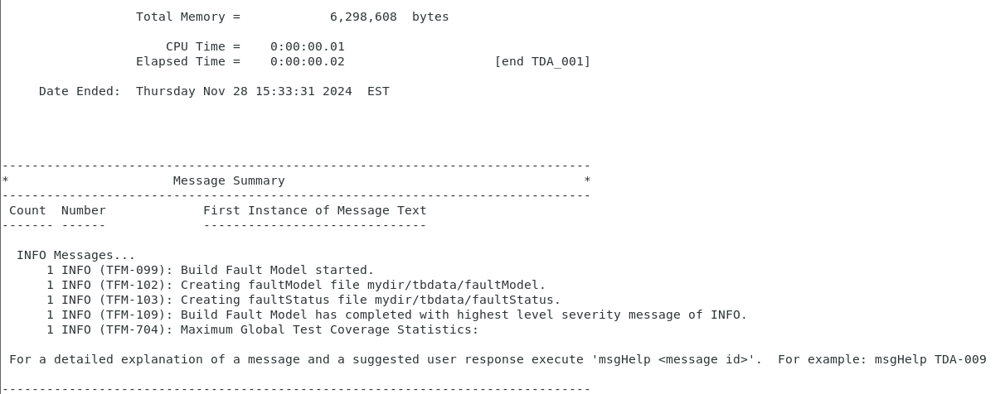 Total Memory = 6,298,608 bytes
CPU Time = 0:00:00.01
Elapsed Time = 0:00:00.02 [end TDA_001]
Date Ended: Thursday Nov 28 15:33:31 2024 EST
-------------------------------------------------------------------------------
* Message Summary *
-------------------------------------------------------------------------------
Count Number First Instance of Message Text
------- ------ ------------------------------
INFO Messages...
1 INFO (TFM-099): Build Fault Model started.
1 INFO (TFM-102): Creating faultModel file mydir/tbdata/faultModel.
1 INFO (TFM-103): Creating faultStatus file mydir/tbdata/faultStatus.
1 INFO (TFM-109): Build Fault Model has completed with highest level severity message of INFO.
1 INFO (TFM-704): Maximum Global Test Coverage Statistics:
For a detailed explanation of a message and a suggested user response execute 'msgHelp <message id>'. For example: msgHelp TDA-009
-------------------------------------------------------------------------------